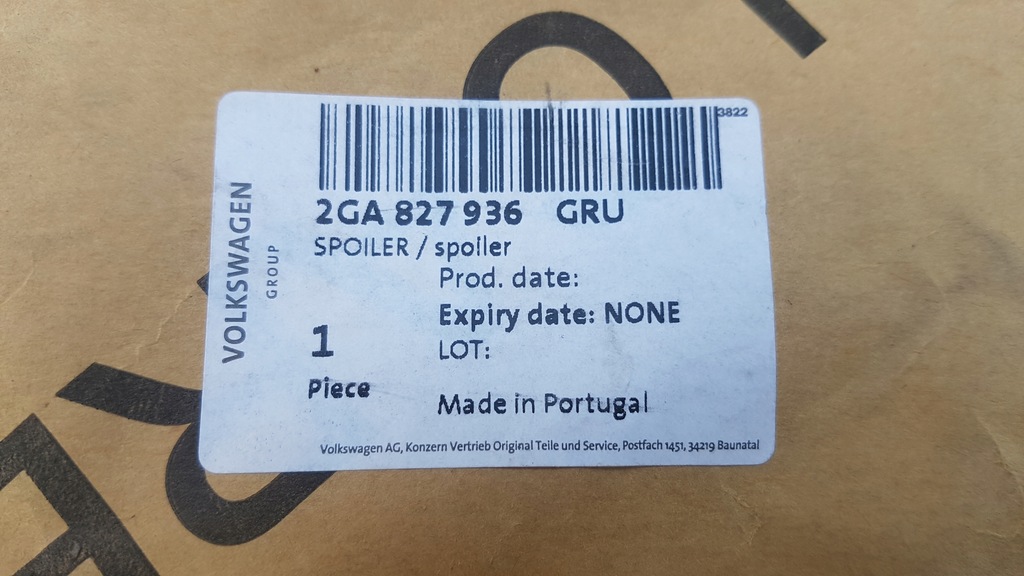 3822
2GA 827 936 GRU
SPOILER / spoiler
Prod. date:
Expiry date: NONE
LOT:
1
Piece
Made in Portugal
Volkswagen AG, Konzern Vertrieb Original Teile und Service, Postfach 1451, 34219 Baunatal
VOLKSWAGEN
GROUP